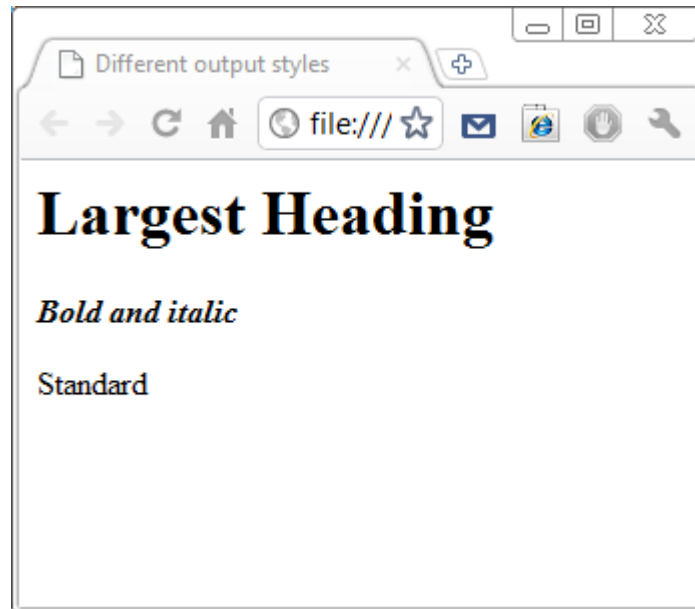 Different output styles
file:///
Largest Heading
Bold and italic
Standard